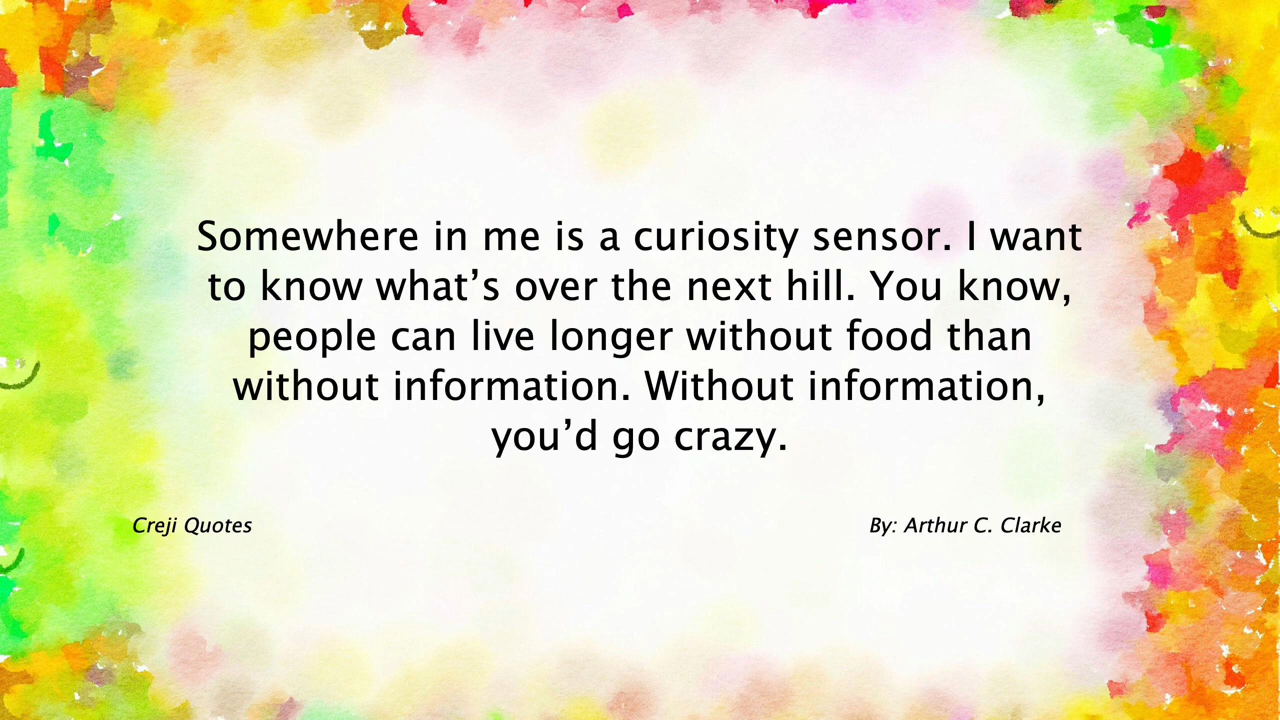 Somewhere in me is a curiosity sensor. I want
to know what’s over the next hill. You know,
people can live longer without food than
without information. Without information,
you’d go crazy.
Creji Quotes
By: Arthur C. Clarke